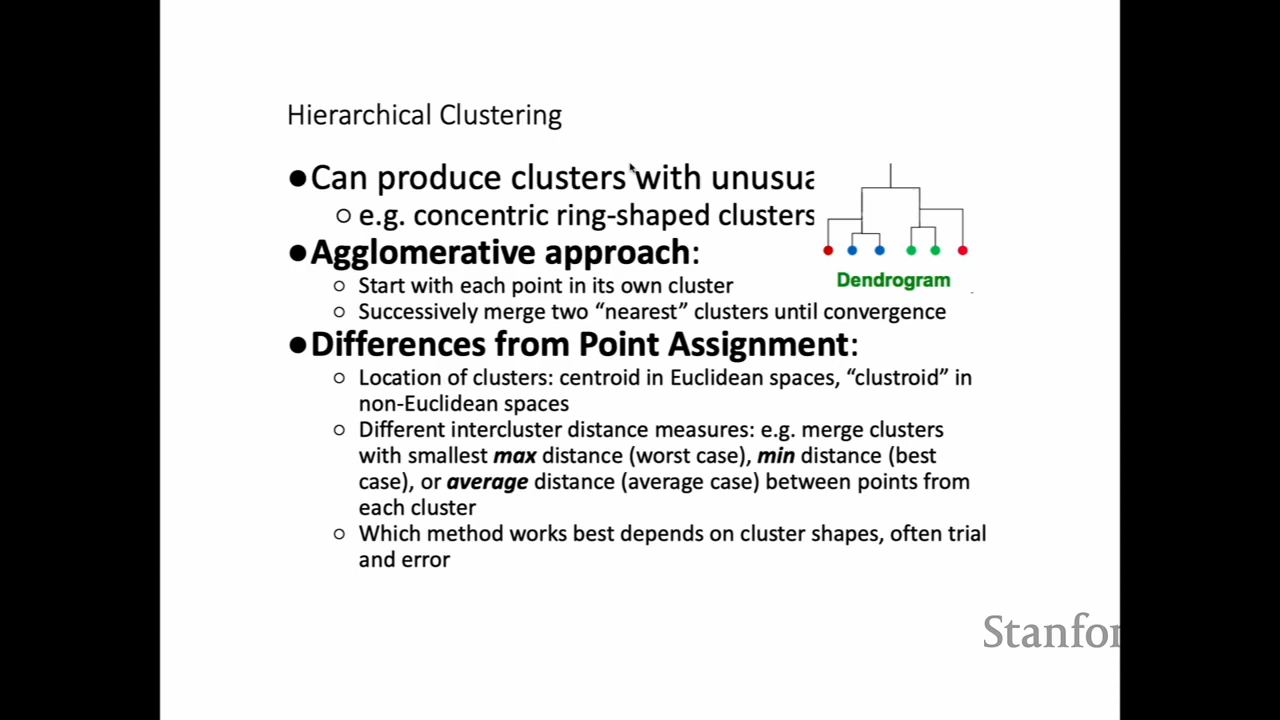 Hierarchical Clustering
●Can produce clusters with unusua
○ e.g. concentric ring-shaped clusters
●Agglomerative approach:
Dendrogram
○ Start with each point in its own cluster
○ Successively merge two “nearest” clusters until convergence
●Differences from Point Assignment:
○ Location of clusters: centroid in Euclidean spaces, “clustroid” in
non-Euclidean spaces
○ Different intercluster distance measures: e.g. merge clusters
with smallest max distance (worst case), min distance (best
case), or average distance (average case) between points from
each cluster
○ Which method works best depends on cluster shapes, often trial
and error
Stanfor